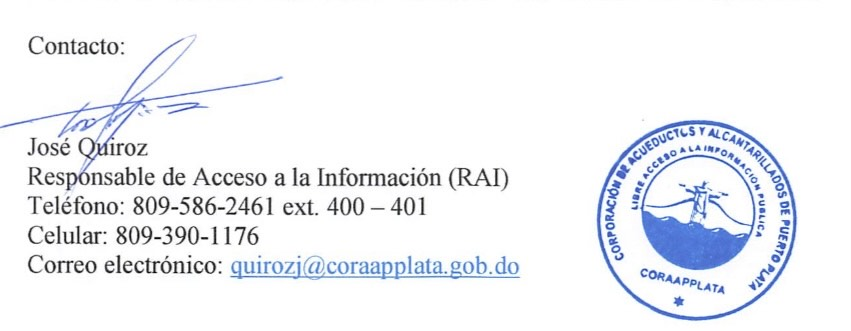 Contacto:
José Quiroz
Responsable de Acceso a la Información (RAI)
Teléfono: 809-586-2461 ext. 400 – 401
Celular: 809-390-1176
Correo electrónico: quirozj@coraapplata.gob.do
CORPORACIÓN DE ACUEDUCTOS Y ALCANTARILLADOS DE PUERTO PLATA
LIBRE ACCESO A LA INFORMACIÓN PÚBLICA
CORAAPPLATA